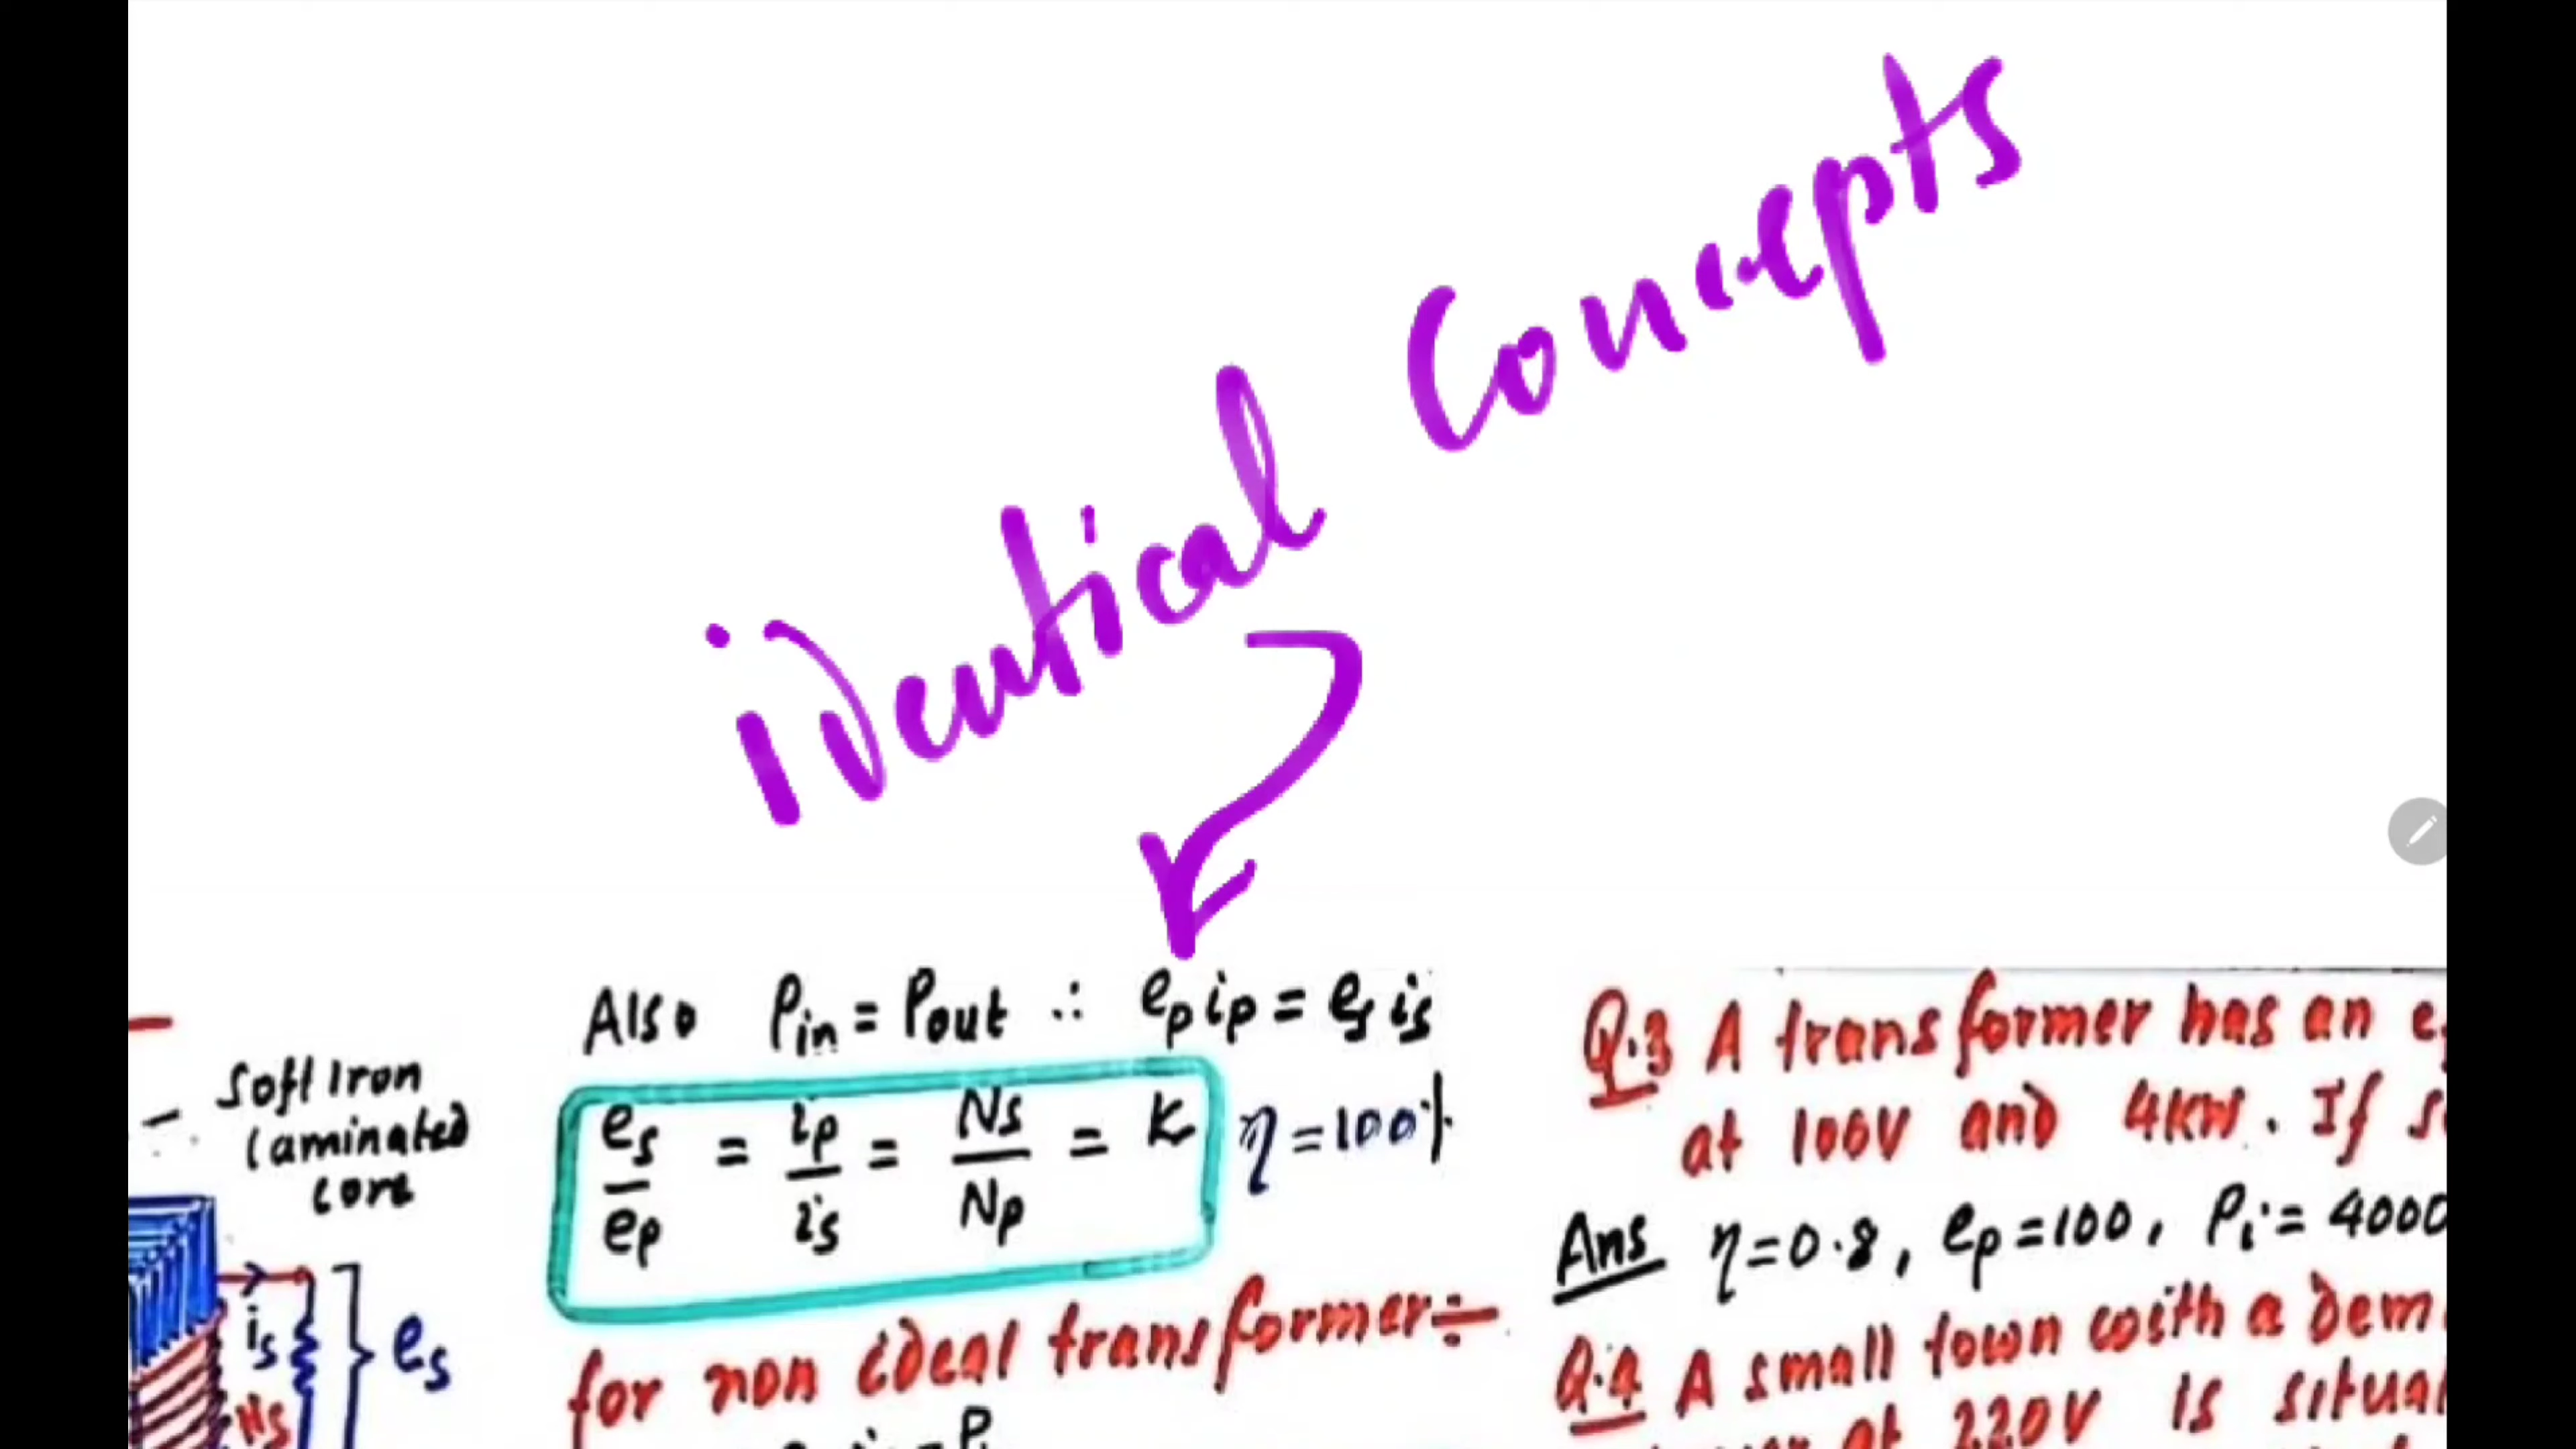 identical Concepts
Also Pin = Pout ∴ ep ip = es is
es/ep = ip/is = Ns/Np = K η = 100%
for non ideal transformer÷
Soft Iron
laminated
core
is
es
Ns
Q.3 A transformer has an
at 100V and 4KW. If
Ans η=0.8, ep=100, Pi = 4000
Q.4 A small town with a dem
at 220V is situa